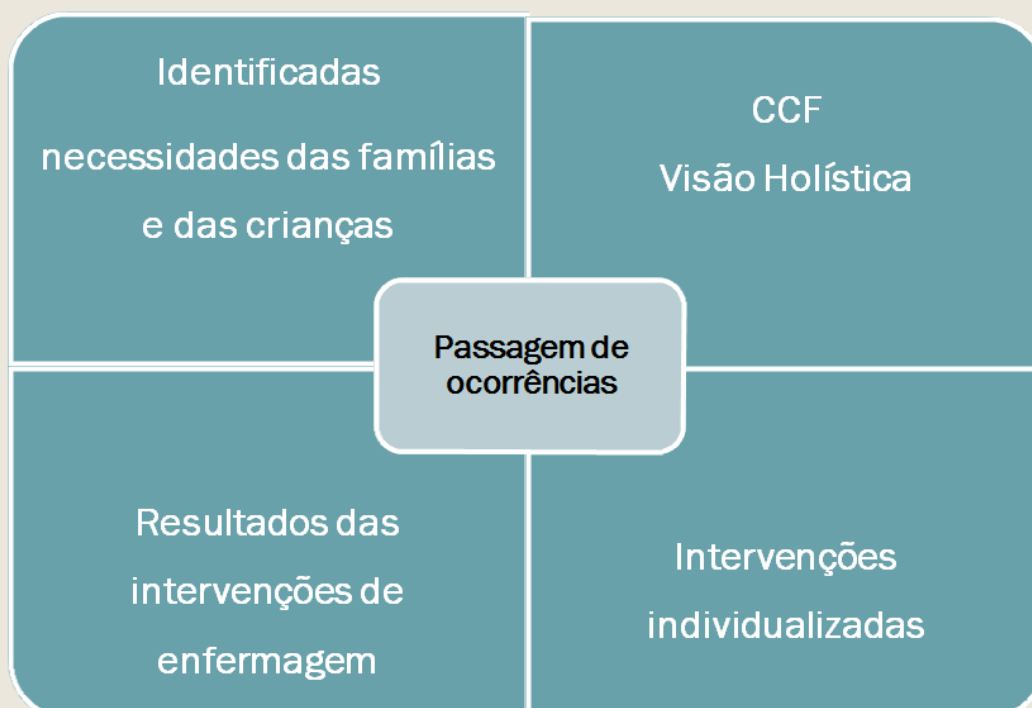 Identificadas
necessidades das famílias
e das crianças
CCF
Visão Holística
Passagem de
ocorrências
Resultados das
intervenções de
enfermagem
Intervenções
individualizadas